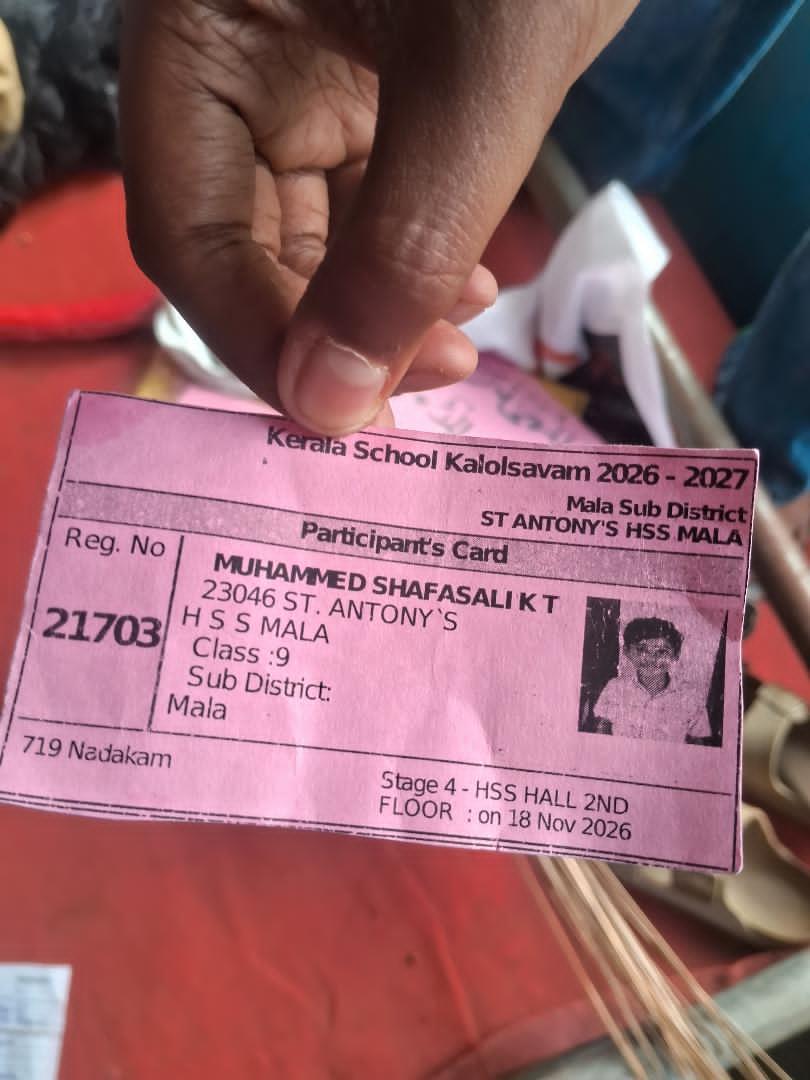 Kerala School Kalolsavam 2026 - 2027
Mala Sub District
ST ANTONY'S HSS MALA
Participant's Card
Reg. No
21703
MUHAMMED SHAFASALI K T
23046 ST. ANTONY`S
H S S MALA
Class :9
Sub District:
Mala
719 Nadakam
Stage 4 - HSS HALL 2ND
FLOOR : on 18 Nov 2026